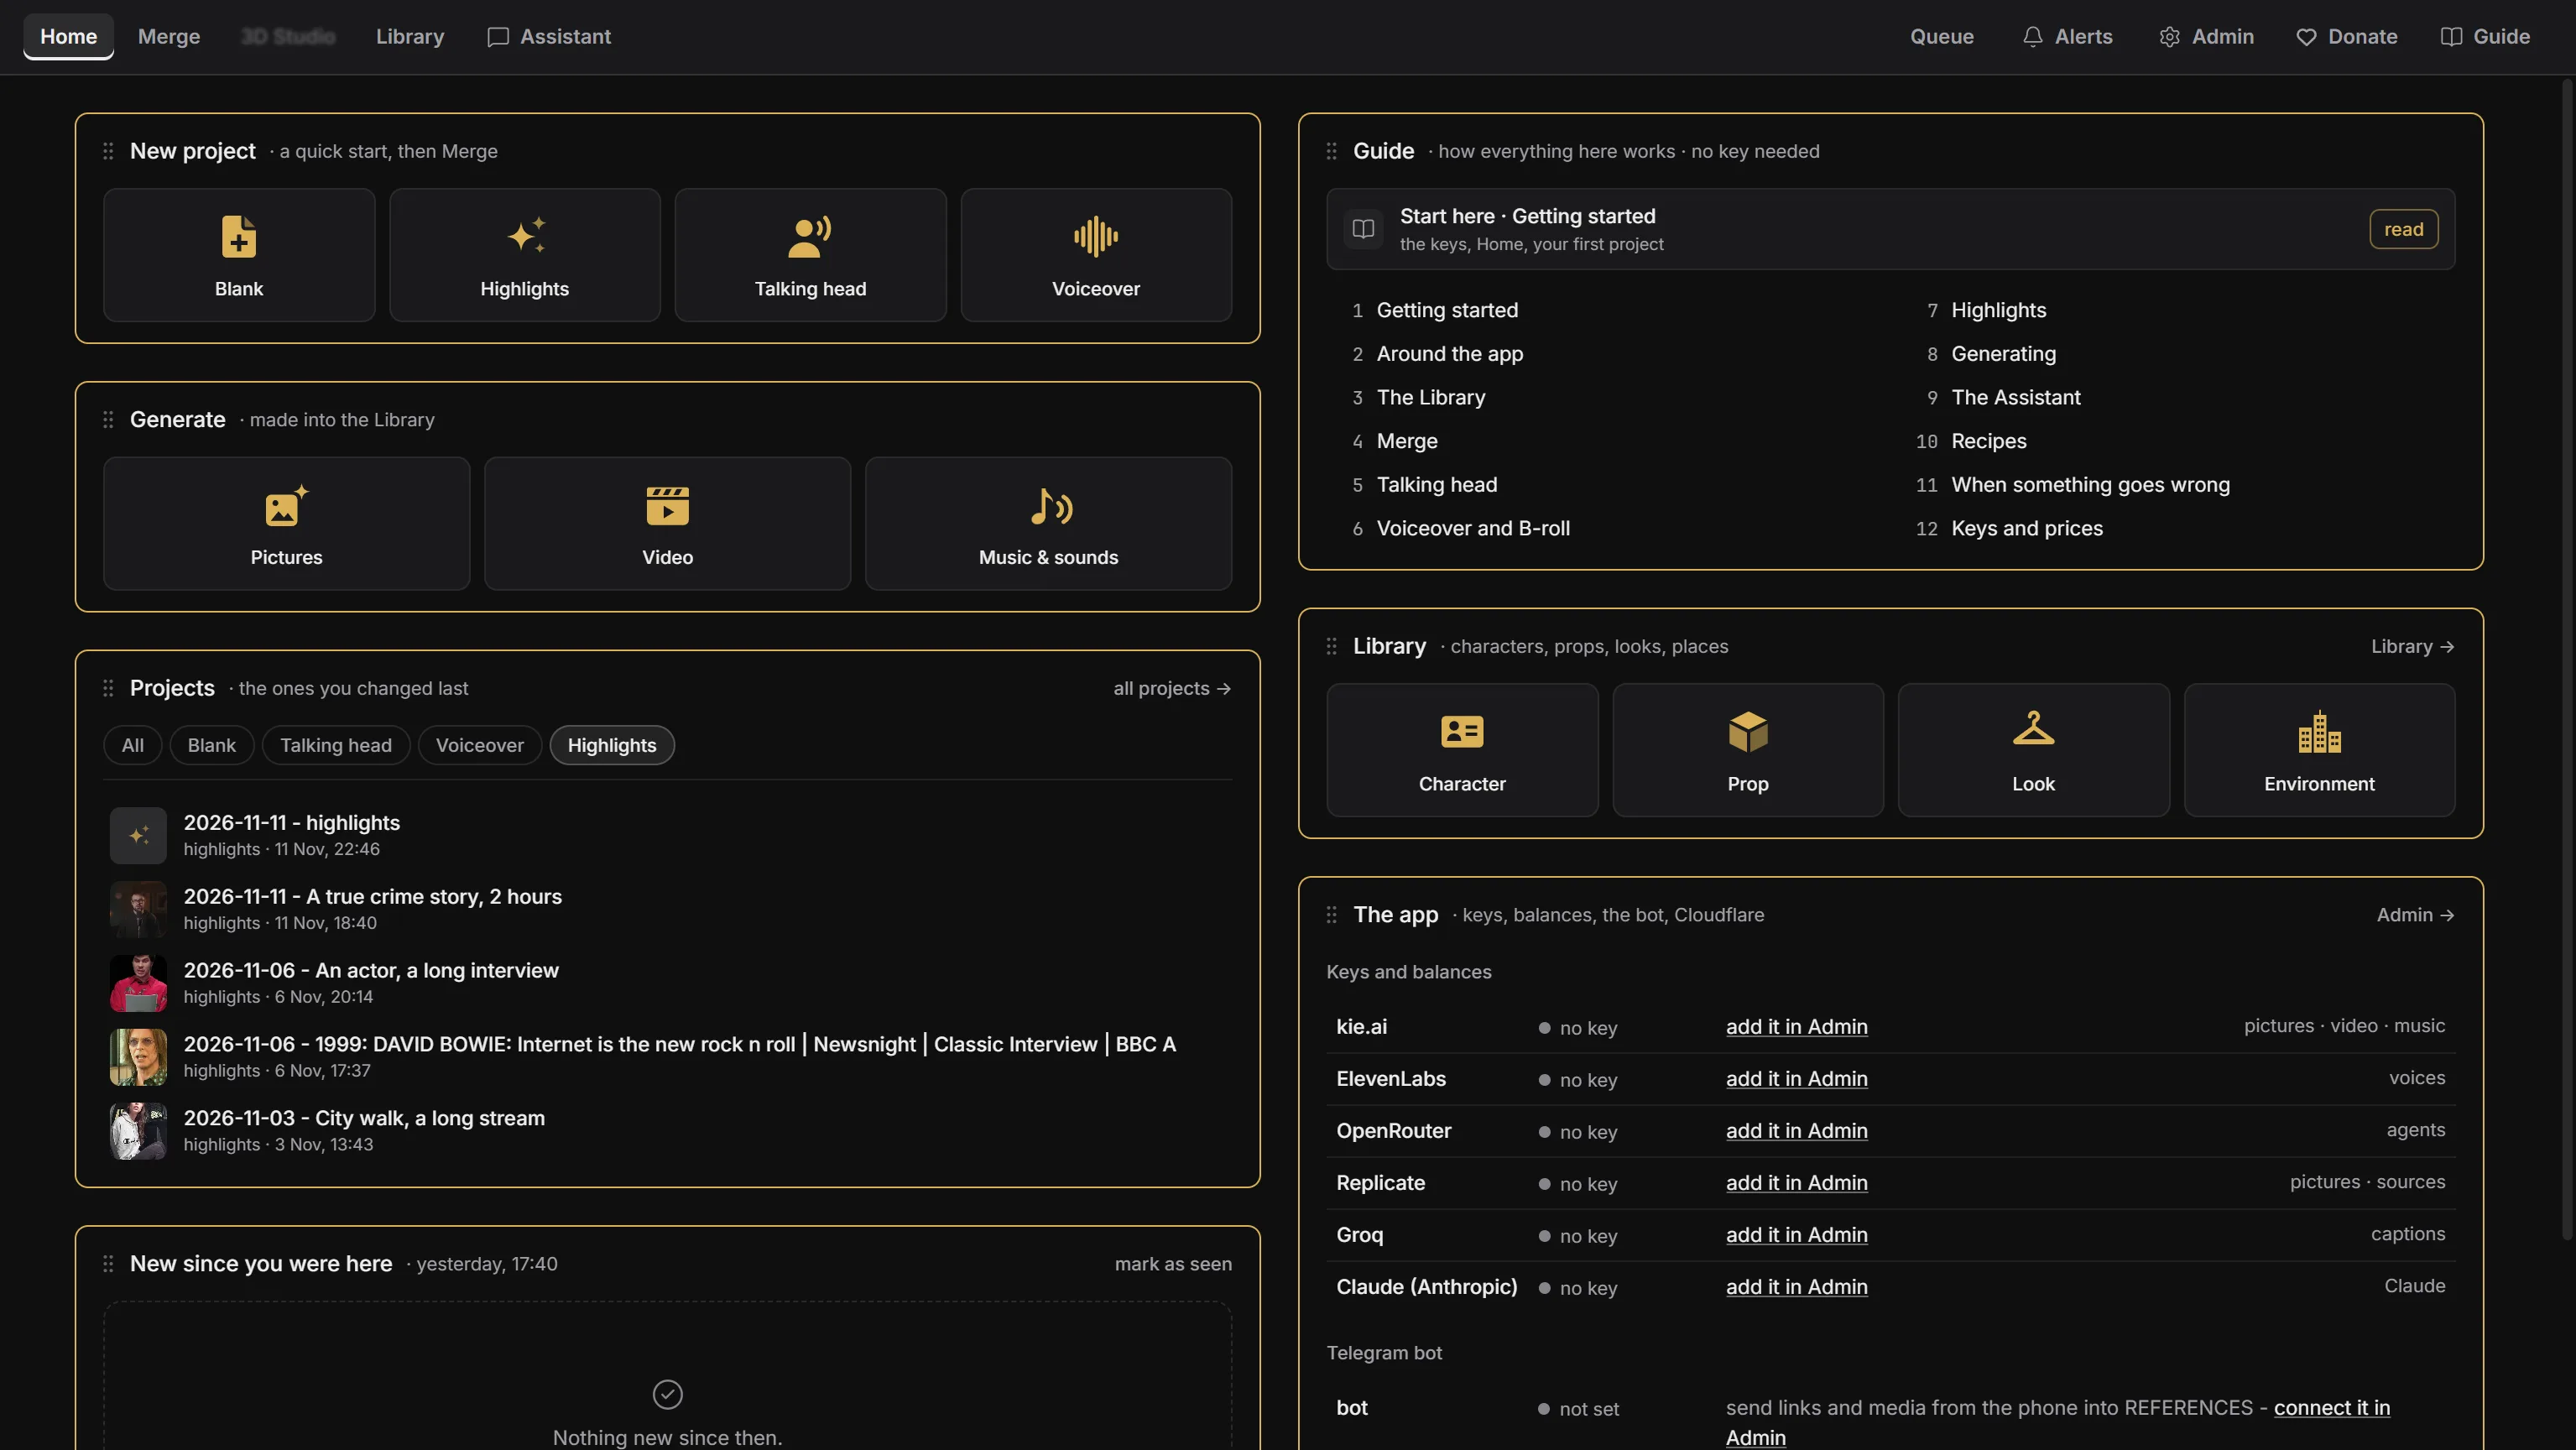 Home Merge 3D Studio Library Assistant Queue Alerts Admin Donate Guide
New project · a quick start, then Merge
Blank Highlights Talking head Voiceover
Generate · made into the Library
Pictures Video Music & sounds
Projects · the ones you changed last all projects →
All Blank Talking head Voiceover Highlights
2026-11-11 - highlights
highlights · 11 Nov, 22:46
2026-11-11 - A true crime story, 2 hours
highlights · 11 Nov, 18:40
2026-11-06 - An actor, a long interview
highlights · 6 Nov, 20:14
2026-11-06 - 1999: DAVID BOWIE: Internet is the new rock n roll | Newsnight | Classic Interview | BBC A
highlights · 6 Nov, 17:37
2026-11-03 - City walk, a long stream
highlights · 3 Nov, 13:43
New since you were here · yesterday, 17:40 mark as seen
Nothing new since then.
Guide · how everything here works · no key needed
Start here · Getting started
the keys, Home, your first project
read
1 Getting started
2 Around the app
3 The Library
4 Merge
5 Talking head
6 Voiceover and B-roll
7 Highlights
8 Generating
9 The Assistant
10 Recipes
11 When something goes wrong
12 Keys and prices
Library · characters, props, looks, places Library →
Character Prop Look Environment
The app · keys, balances, the bot, Cloudflare Admin →
Keys and balances
kie.ai no key add it in Admin pictures · video · music
ElevenLabs no key add it in Admin voices
OpenRouter no key add it in Admin agents
Replicate no key add it in Admin pictures · sources
Groq no key add it in Admin captions
Claude (Anthropic) no key add it in Admin Claude
Telegram bot
bot not set send links and media from the phone into REFERENCES - connect it in
Admin